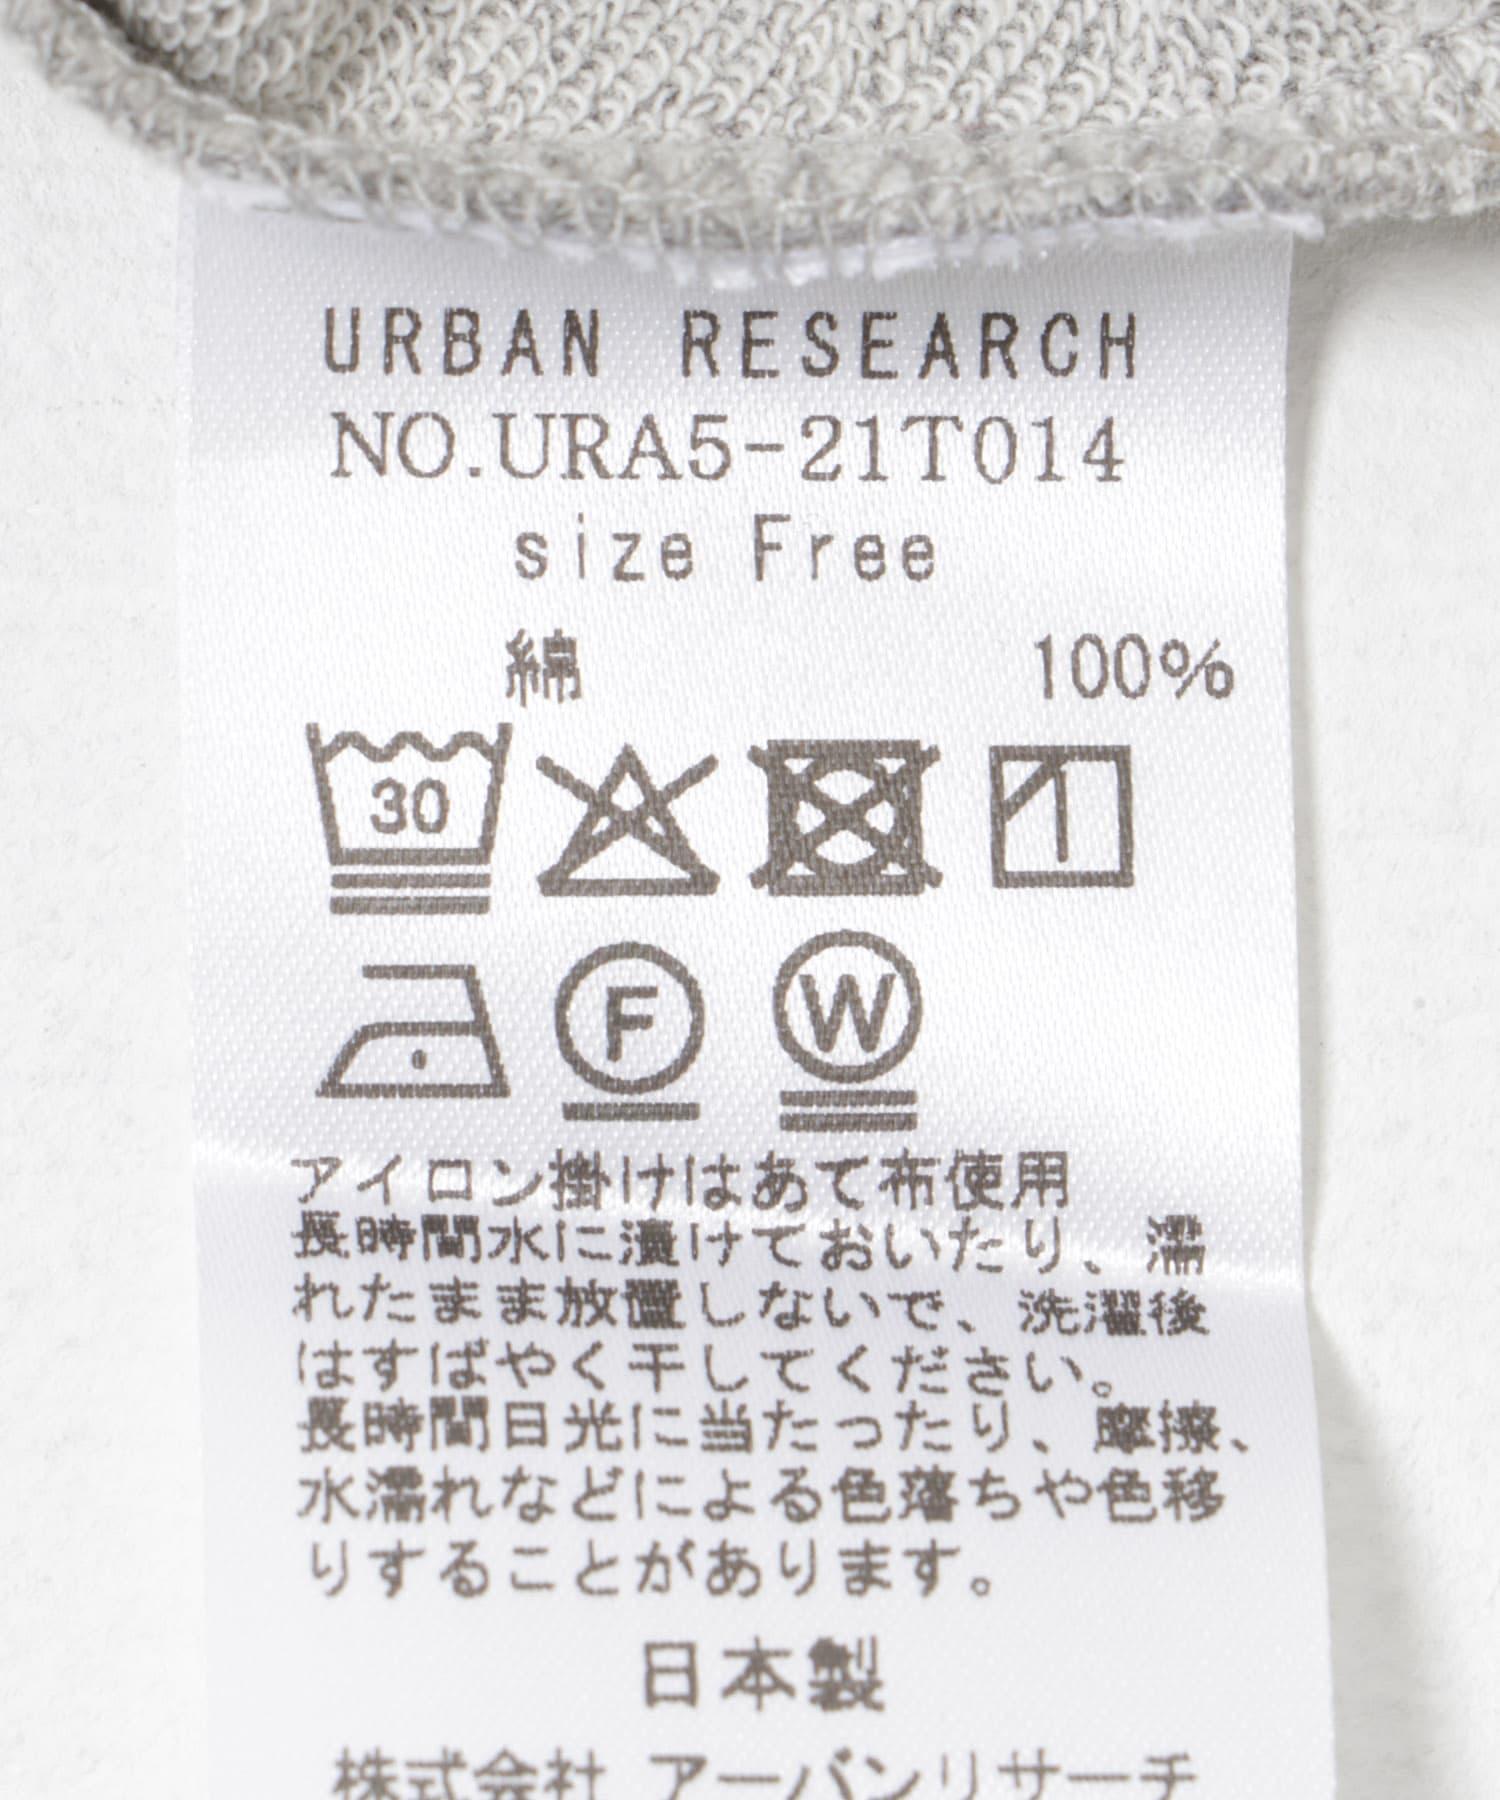 URBAN RESEARCH
NO.URA5-21T014
size Free
綿 100%
30
F W
アイロン掛けはあて布使用
長時間水に漬けておいたり、濡
れたまま放置しないで、洗濯後
はすばやく干してください。
長時間日光に当たったり、摩擦、
水濡れなどによる色落ちや色移
りすることがあります。
日本製
株式会社 アーバンリサーチ